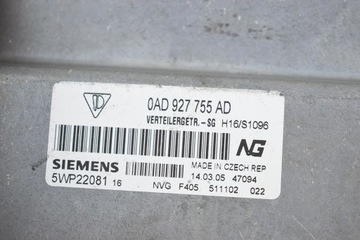 0AD 927 755 AD
VERTEILERGETR.-SG H16/S1096
NG
SIEMENS
MADE IN CZECH REP
5WP22081 16
14.03.05 47094
NVG F405 511102 022